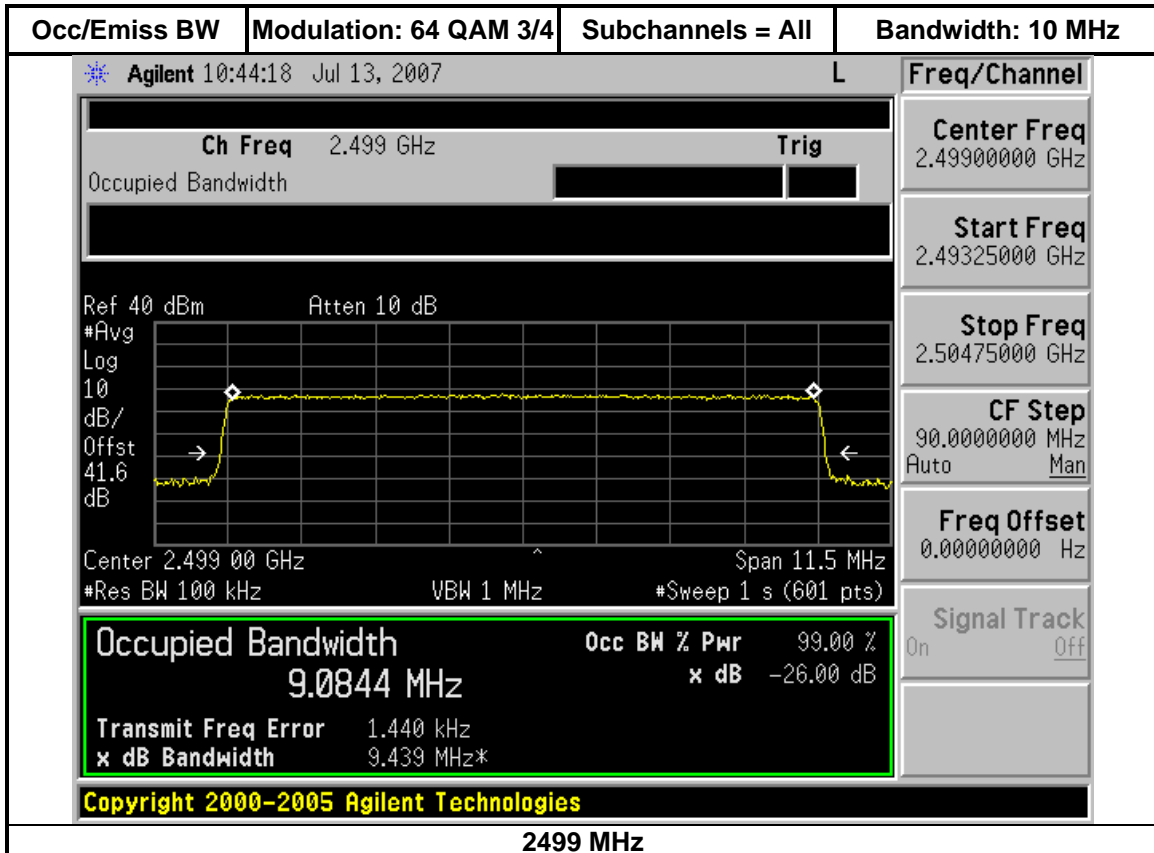 Occ/Emiss BW Modulation: 64 QAM 3/4 Subchannels = All Bandwidth: 10 MHz
Agilent 10:44:18 Jul 13, 2007 L Freq/Channel
Ch Freq 2.499 GHz Trig
Occupied Bandwidth
Center Freq
2.49900000 GHz
Start Freq
2.49325000 GHz
Stop Freq
2.50475000 GHz
CF Step
90.0000000 MHz
Auto Man
Freq Offset
0.00000000 Hz
Signal Track
On Off
Ref 40 dBm Atten 10 dB
#Avg
Log
10
dB/
Offst
41.6
dB
Center 2.499 00 GHz Span 11.5 MHz
#Res BW 100 kHz VBW 1 MHz #Sweep 1 s (601 pts)
Occupied Bandwidth Occ BW % Pwr 99.00 %
9.0844 MHz x dB -26.00 dB
Transmit Freq Error 1.440 kHz
x dB Bandwidth 9.439 MHz*
Copyright 2000-2005 Agilent Technologies
2499 MHz